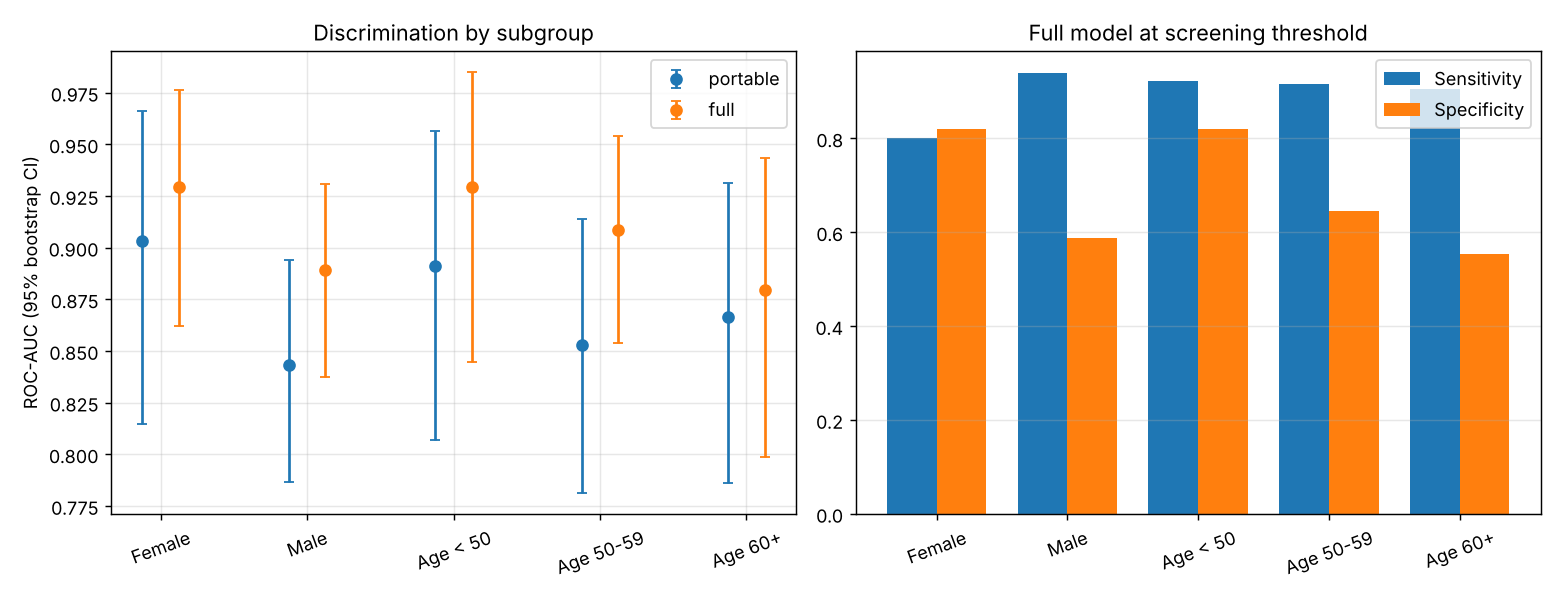 Discrimination by subgroup
ROC-AUC (95% bootstrap CI)
0.975
0.950
0.925
0.900
0.875
0.850
0.825
0.800
0.775
portable
full
Female
Male
Age < 50
Age 50-59
Age 60+
Full model at screening threshold
0.8
0.6
0.4
0.2
0.0
Sensitivity
Specificity
Female
Male
Age < 50
Age 50-59
Age 60+